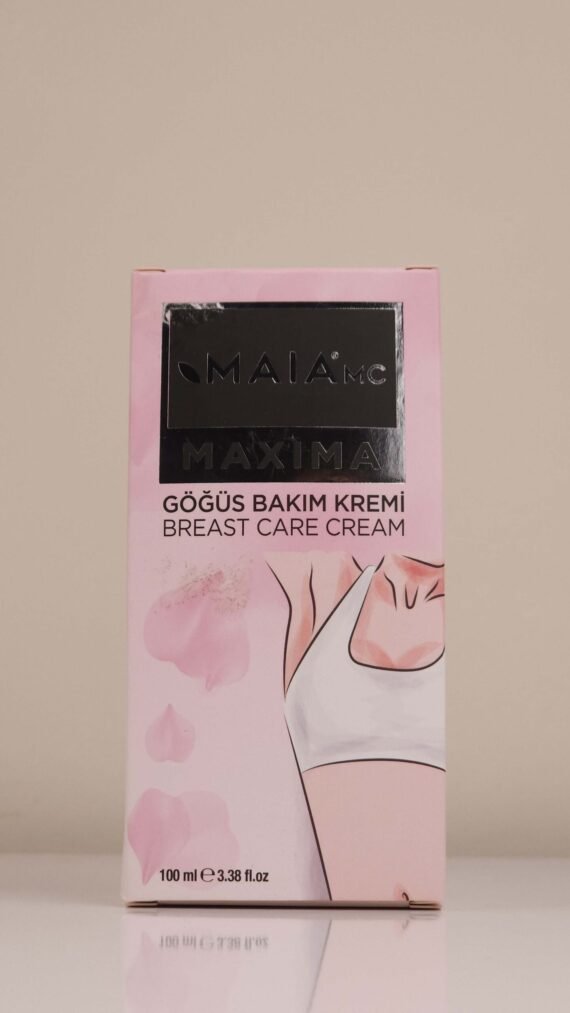 MAIA® MC
MAXIMA
GÖĞÜS BAKIM KREMİ
BREAST CARE CREAM
100 ml ℮ 3.38 fl.oz